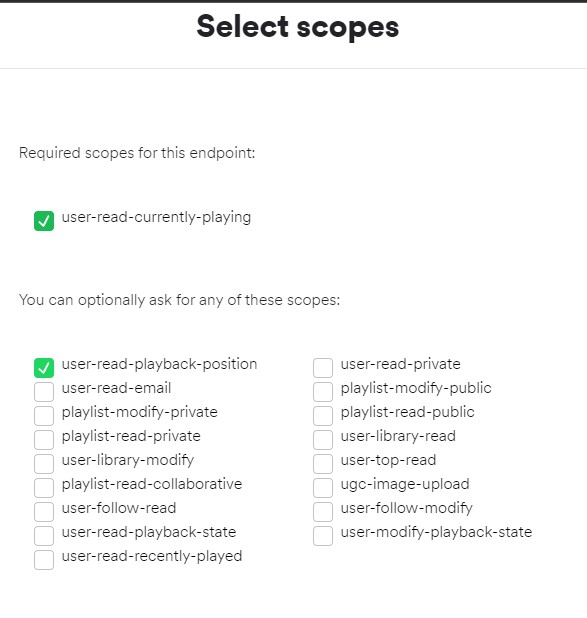 Select scopes
Required scopes for this endpoint:
user-read-currently-playing
You can optionally ask for any of these scopes:
user-read-playback-position
user-read-private
user-read-email
playlist-modify-public
playlist-modify-private
playlist-read-public
playlist-read-private
user-library-read
user-library-modify
user-top-read
playlist-read-collaborative
ugc-image-upload
user-follow-read
user-follow-modify
user-read-playback-state
user-modify-playback-state
user-read-recently-played